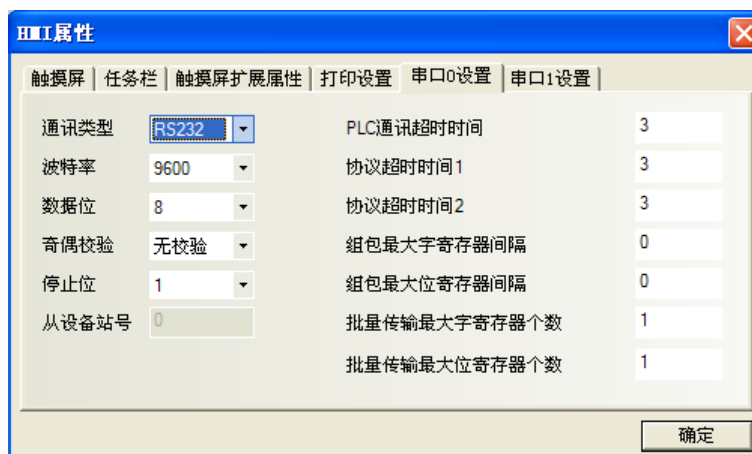 HMI属性
触摸屏 任务栏 触摸屏扩展属性 打印设置 串口0设置 串口1设置
通讯类型 RS232 PLC通讯超时时间 3
波特率 9600 协议超时时间1 3
数据位 8 协议超时时间2 3
奇偶校验 无校验 组包最大字寄存器间隔 0
停止位 1 组包最大位寄存器间隔 0
从设备站号 0 批量传输最大字寄存器个数 1
批量传输最大位寄存器个数 1
确定